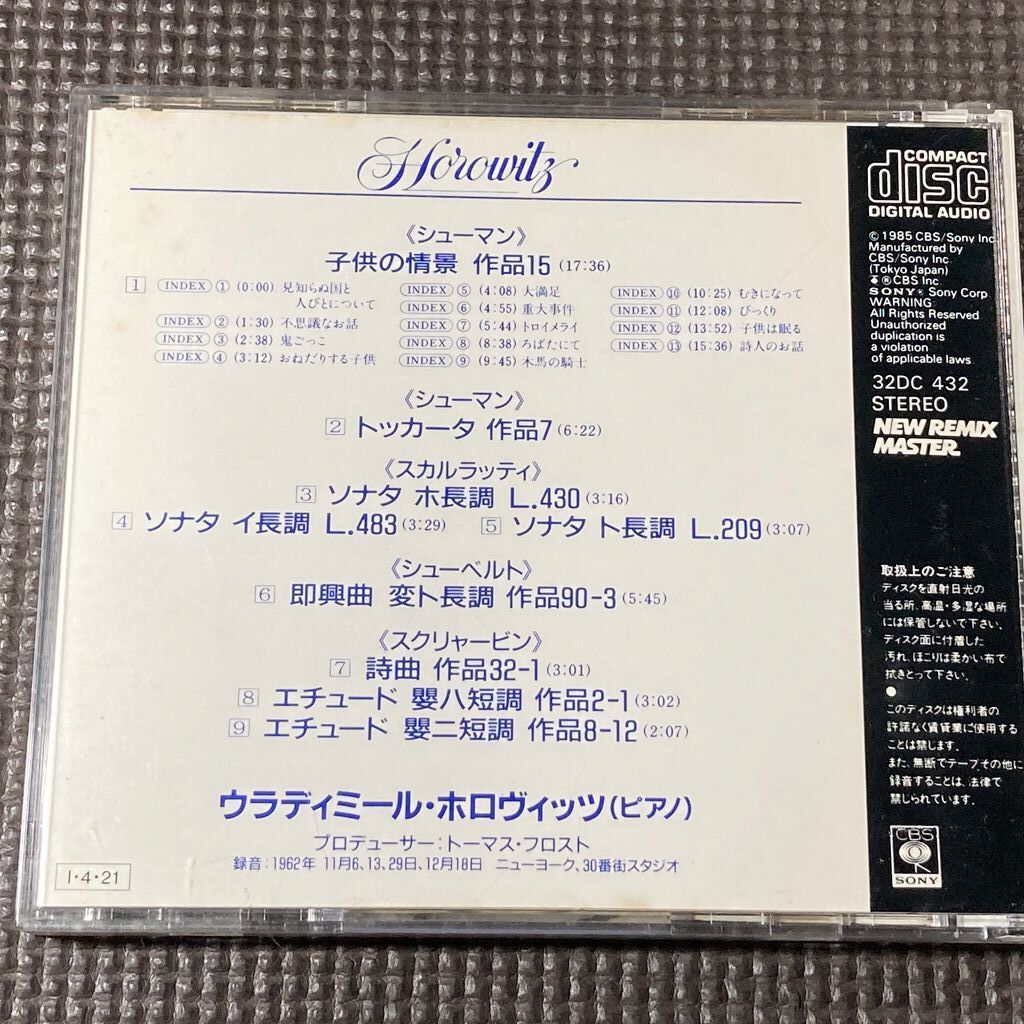 Horowitz
《シューマン》
子供の情景 作品15 (17:36)
1 INDEX ① (0:00) 見知らぬ国と
人びとについて
INDEX ② (1:30) 不思議なお話
INDEX ③ (2:38) 鬼ごっこ
INDEX ④ (3:12) おねだりする子供
INDEX ⑤ (4:08) 大満足
INDEX ⑥ (4:55) 重大事件
INDEX ⑦ (5:44) トロイメライ
INDEX ⑧ (8:38) ろばたにて
INDEX ⑨ (9:45) 木馬の騎士
INDEX ⑩ (10:25) むきになって
INDEX ⑪ (12:08) びっくり
INDEX ⑫ (13:52) 子供は眠る
INDEX ⑬ (15:36) 詩人のお話
《シューマン》
2 トッカータ 作品7 (6:22)
《スカルラッティ》
3 ソナタ ホ長調 L.430 (3:16)
4 ソナタ イ長調 L.483 (3:29) 5 ソナタ ト長調 L.209 (3:07)
《シューベルト》
6 即興曲 変ト長調 作品90-3 (5:45)
《スクリャービン》
7 詩曲 作品32-1 (3:01)
8 エチュード 嬰ハ短調 作品2-1 (3:02)
9 エチュード 嬰ニ短調 作品8-12 (2:07)
ウラディミール・ホロヴィッツ(ピアノ)
プロデューサー:トーマス・フロスト
録音:1962年 11月6、13、29日、12月18日 ニューヨーク、30番街スタジオ
I・4・21
COMPACT
disc
DIGITAL AUDIO
© 1985 CBS/Sony Inc
Manufactured by
CBS/Sony Inc.
(Tokyo Japan)
®CBS Inc.
SONY® Sony Corp
WARNING:
All Rights Reserved
Unauthorized
duplication is
a violation
of applicable laws
32DC 432
STEREO
NEW REMIX
MASTER
取扱上のご注意
ディスクを直射日光の
当る所、高温・多湿な場所
には保管しないで下さい。
ディスク面に付着した
汚れ、ほこりは柔かい布で
拭きとって下さい。
●
このディスクは権利者の
許諾なく賃貸業に使用する
ことは禁じます。
また、無断でテープその他に
録音することは、法律で
禁じられています。
CBS
SONY